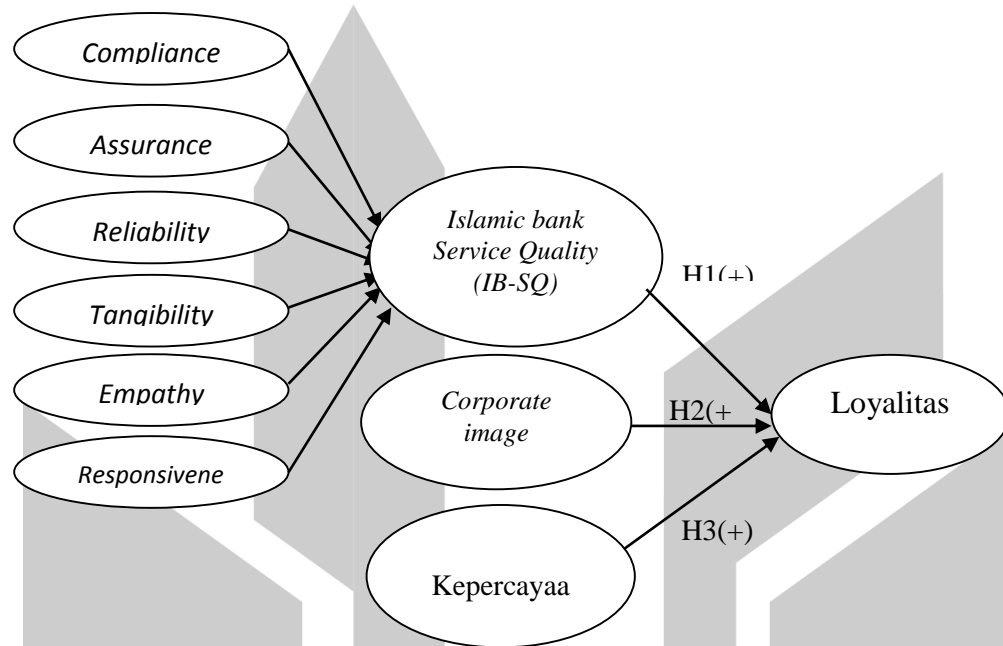 Compliance
Assurance
Reliability
Tangibility
Empathy
Responsivene
Islamic bank
Service Quality
(IB-SQ)
Corporate
image
Kepercayaa
H1(+)
H2(+
H3(+)
Loyalitas